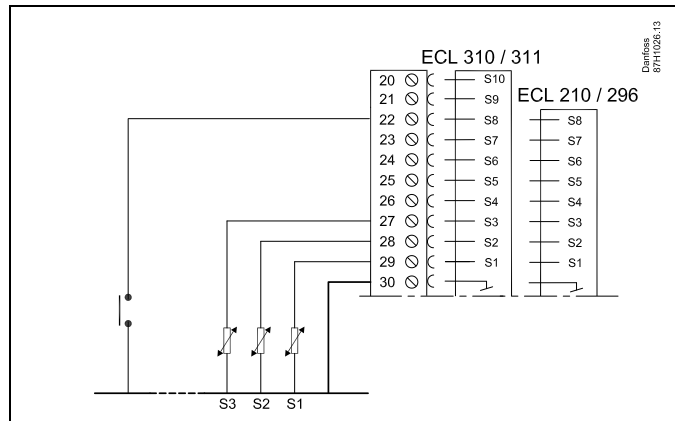 Danfoss
87H1026.13
ECL 310 / 311
ECL 210 / 296
20 S10
21 S9
22 S8 S8
23 S7 S7
24 S6 S6
25 S5 S5
26 S4 S4
27 S3 S3
28 S2 S2
29 S1 S1
30
S3 S2 S1